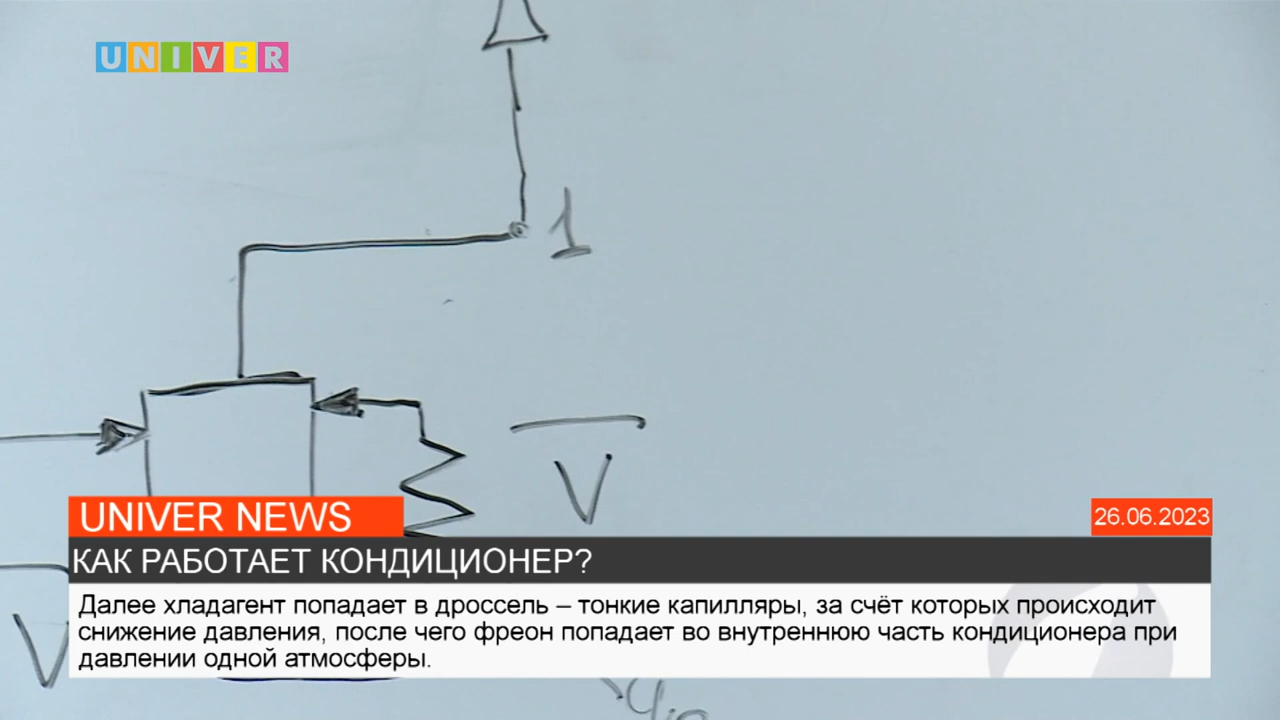 UNIVER
1
V
UNIVER NEWS
26.06.2023
КАК РАБОТАЕТ КОНДИЦИОНЕР?
Далее хладагент попадает в дроссель – тонкие капилляры, за счёт которых происходит
снижение давления, после чего фреон попадает во внутреннюю часть кондиционера при
давлении одной атмосферы.
V